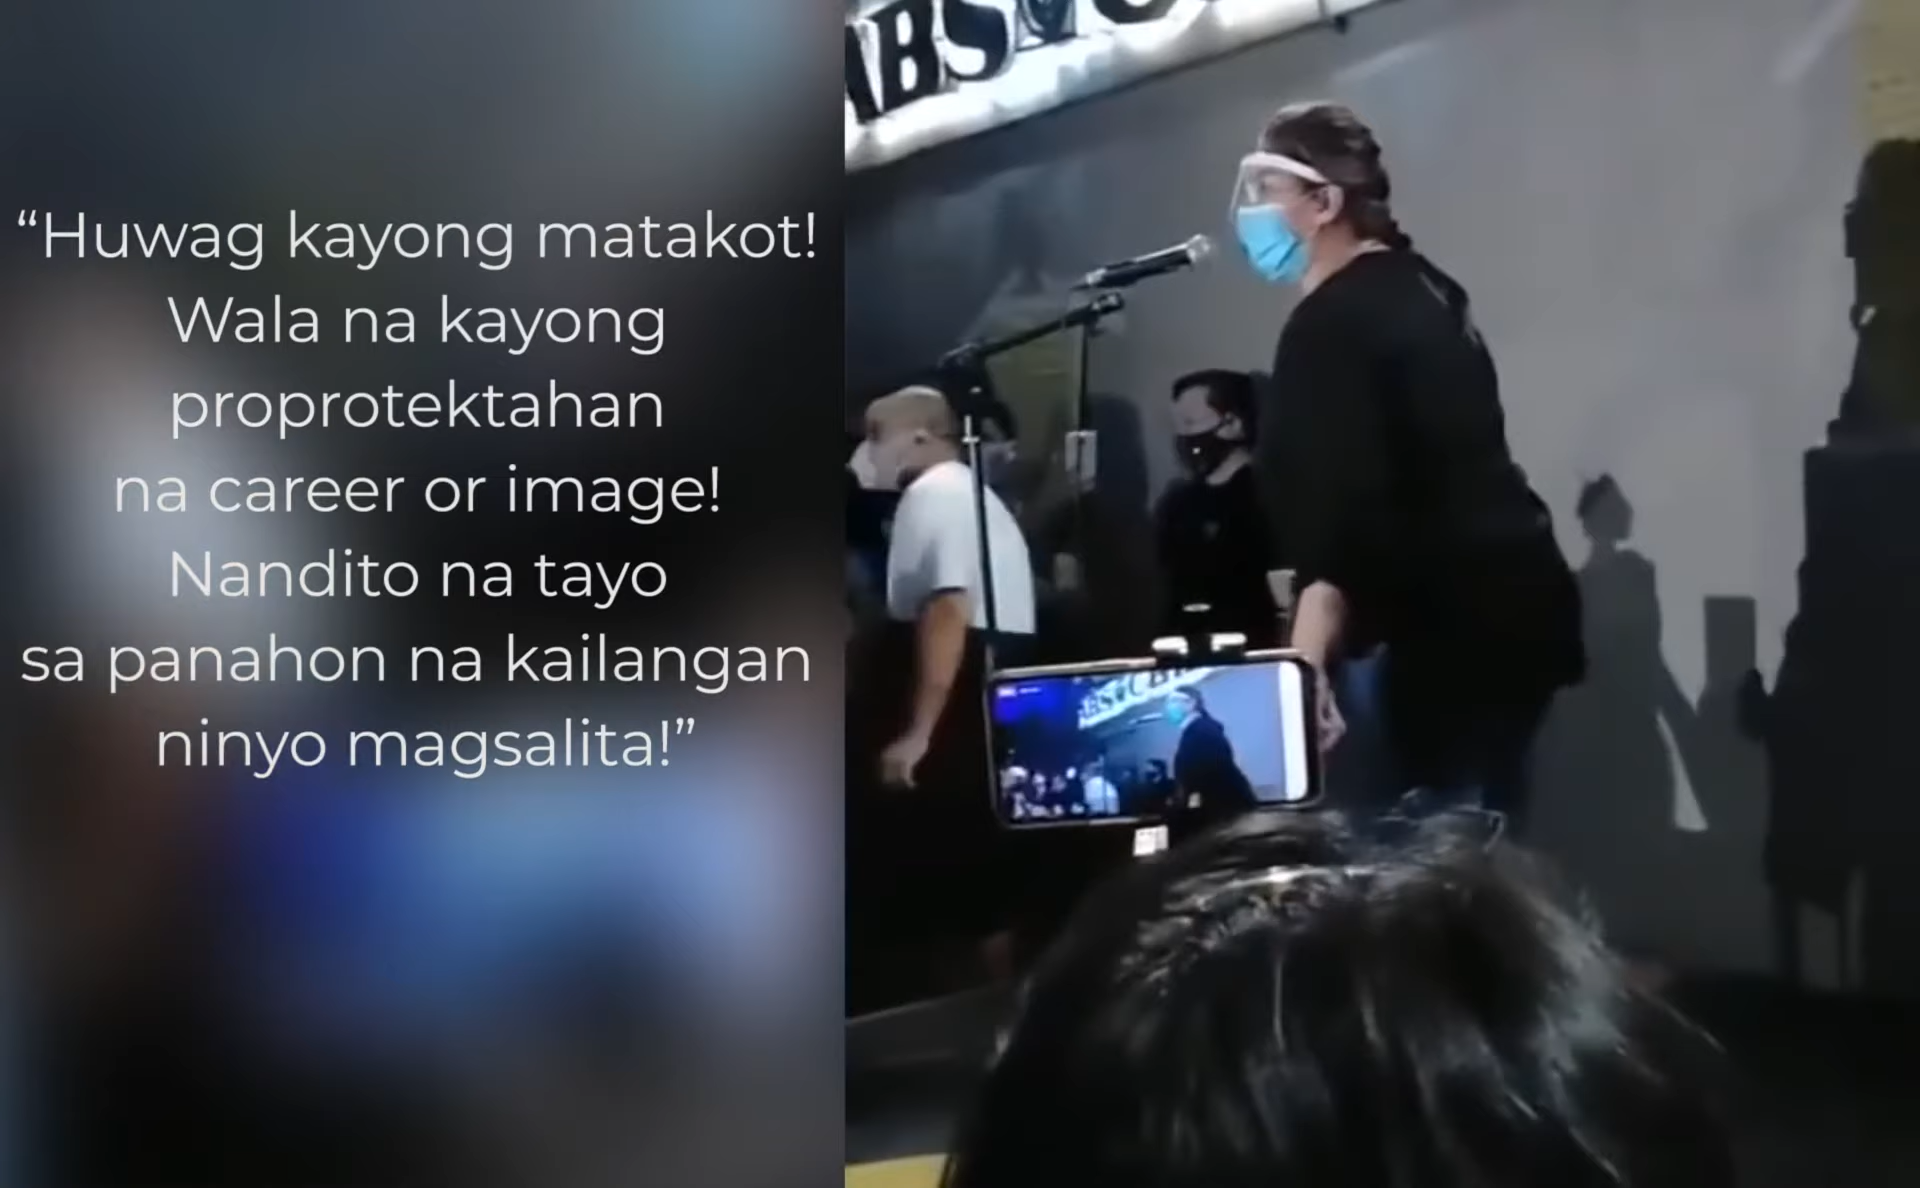 “Huwag kayong matakot!
Wala na kayong
proprotektahan
na career or image!
Nandito na tayo
sa panahon na kailangan
ninyo magsalita!”
ABS